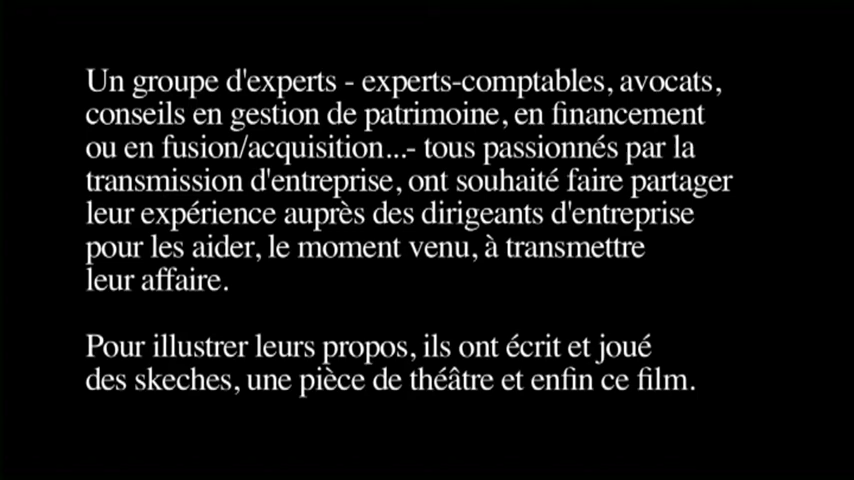 Un groupe d'experts - experts-comptables, avocats,
conseils en gestion de patrimoine, en financement
ou en fusion/acquisition...- tous passionnés par la
transmission d'entreprise, ont souhaité faire partager
leur expérience auprès des dirigeants d'entreprise
pour les aider, le moment venu, à transmettre
leur affaire.
Pour illustrer leurs propos, ils ont écrit et joué
des skeches, une pièce de théâtre et enfin ce film.